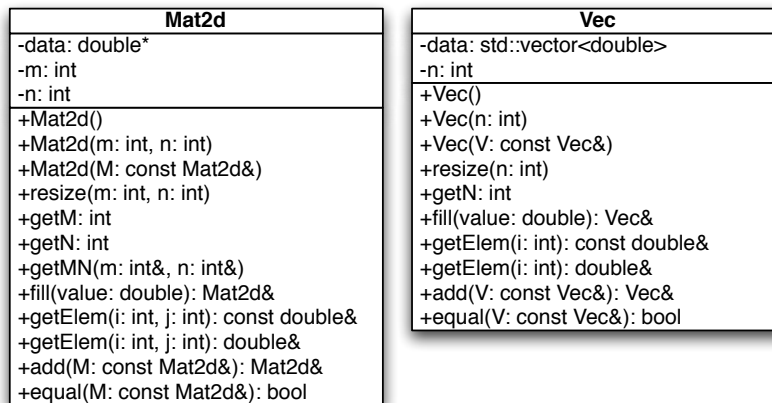 Mat2d
-data: double*
-m: int
-n: int
+Mat2d()
+Mat2d(m: int, n: int)
+Mat2d(M: const Mat2d&)
+resize(m: int, n: int)
+getM: int
+getN: int
+getMN(m: int&, n: int&)
+fill(value: double): Mat2d&
+getElem(i: int, j: int): const double&
+getElem(i: int, j: int): double&
+add(M: const Mat2d&): Mat2d&
+equal(M: const Mat2d&): bool
Vec
-data: std::vector<double>
-n: int
+Vec()
+Vec(n: int)
+Vec(V: const Vec&)
+resize(n: int)
+getN: int
+fill(value: double): Vec&
+getElem(i: int): const double&
+getElem(i: int): double&
+add(V: const Vec&): Vec&
+equal(V: const Vec&): bool